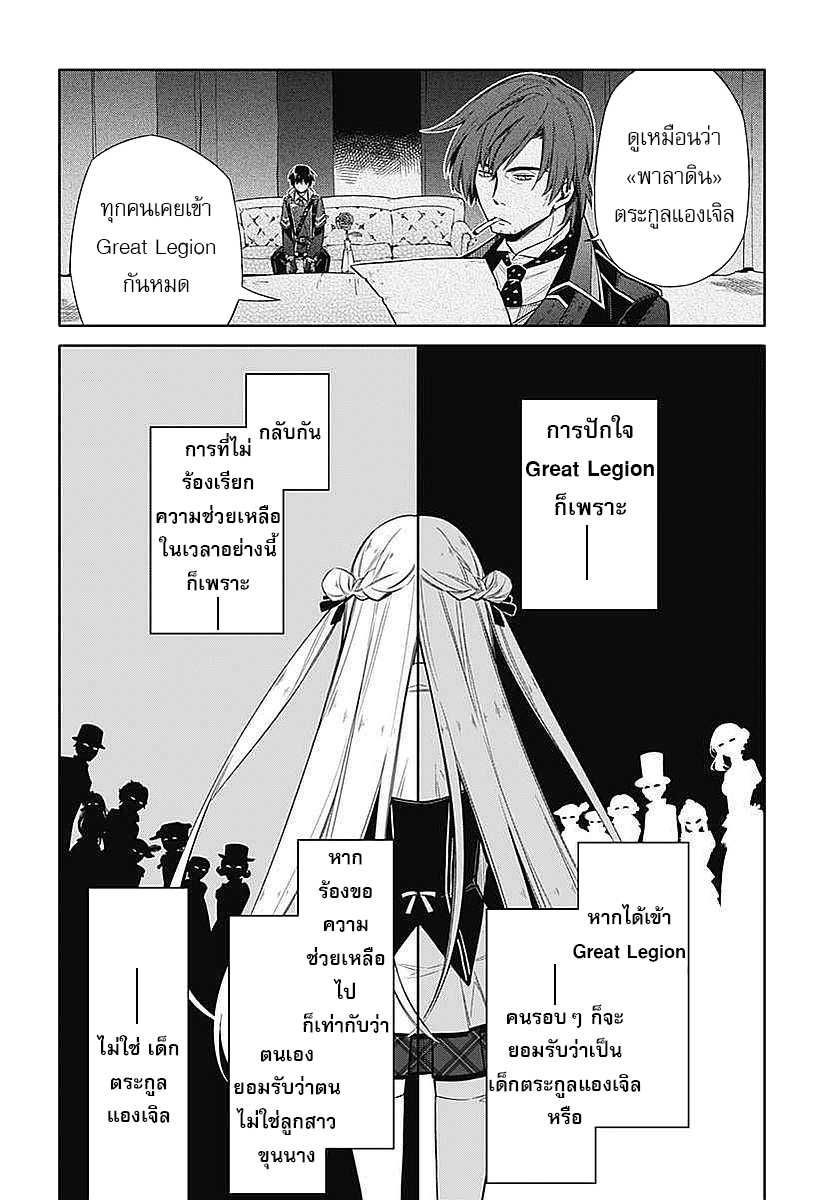 ดูเหมือนว่า
«พาลาดิน»
ตระกูลแองเจิล
ทุกคนเคยเข้า
Great Legion
กันหมด
การปักใจ
Great Legion
ก็เพราะ
หากได้เข้า
Great Legion
คนรอบๆ ก็จะ
ยอมรับว่าเป็น
เด็กตระกูลแองเจิล
หรือ
กลับกัน
การที่ไม่
ร้องเรียก
ความช่วยเหลือ
ในเวลาอย่างนี้
ก็เพราะ
หาก
ร้องขอ
ความ
ช่วยเหลือ
ไป
ก็เท่ากับว่า
ตนเอง
ยอมรับว่าตน
ไม่ใช่ลูกสาว
ขุนนาง
ไม่ใช่ เด็ก
ตระกูล
แองเจิล